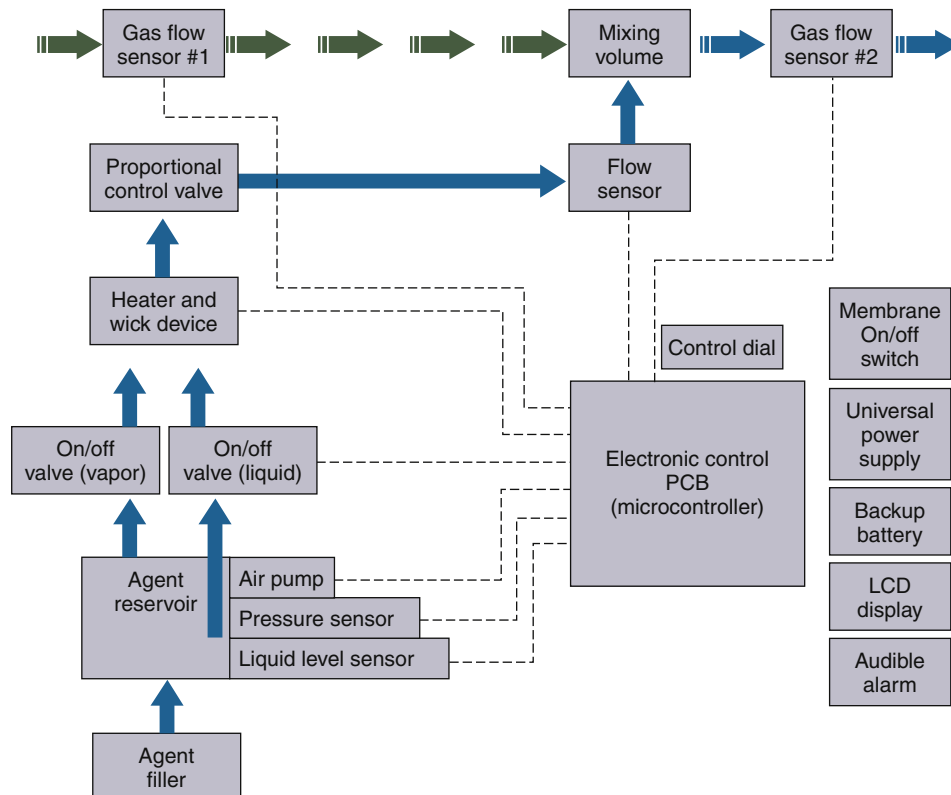 Gas flow
sensor #1
Mixing
volume
Gas flow
sensor #2
Proportional
control valve
Flow
sensor
Heater and
wick device
Control dial
Membrane
On/off
switch
On/off
valve (vapor)
On/off
valve (liquid)
Electronic control
PCB
(microcontroller)
Universal
power
supply
Backup
battery
Agent
reservoir
Air pump
Pressure sensor
Liquid level sensor
LCD
display
Audible
alarm
Agent
filler